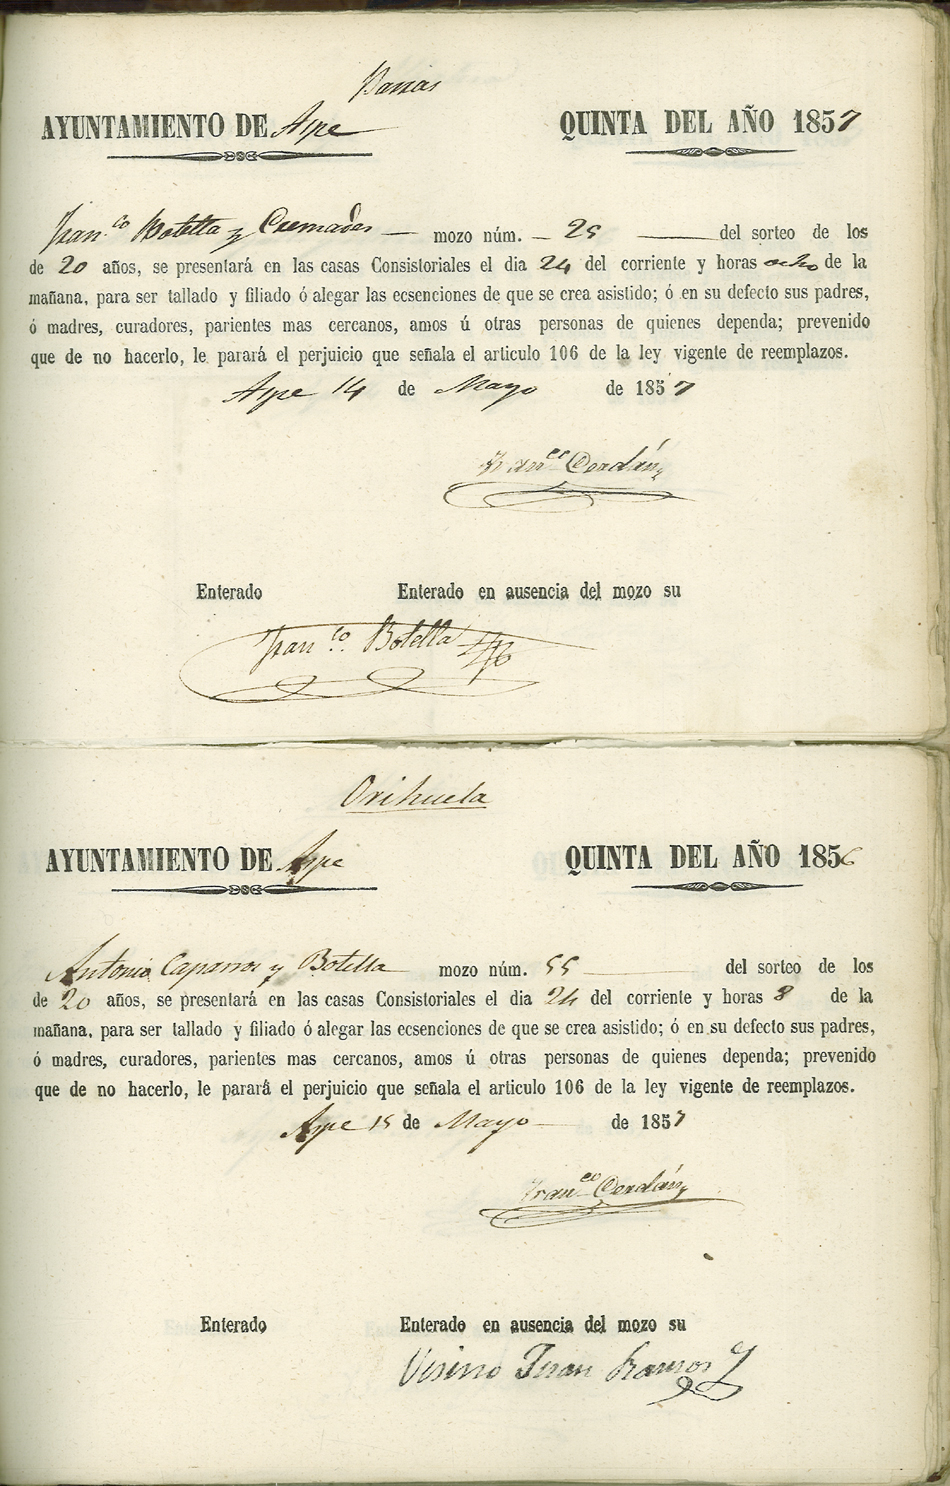 Barras
AYUNTAMIENTO DE Aspe QUINTA DEL AÑO 1857
Fran.co Botella y Cremades mozo núm. 25 del sorteo de los
de 20 años, se presentará en las casas Consistoriales el dia 24 del corriente y horas ocho de la
mañana, para ser tallado y filiado ó alegar las ecsenciones de que se crea asistido; ó en su defecto sus padres,
ó madres, curadores, parientes mas cercanos, amos ú otras personas de quienes dependa; prevenido
que de no hacerlo, le parará el perjuicio que señala el articulo 106 de la ley vigente de reemplazos.
Aspe 14 de Mayo de 1857
Fran.co Cerdán
Enterado Enterado en ausencia del mozo su
Fran.co Botella
Orihuela
AYUNTAMIENTO DE Aspe QUINTA DEL AÑO 1856
Antonio Caparros y Botella mozo núm. 55 del sorteo de los
de 20 años, se presentará en las casas Consistoriales el dia 24 del corriente y horas 8 de la
mañana, para ser tallado y filiado ó alegar las ecsenciones de que se crea asistido; ó en su defecto sus padres,
ó madres, curadores, parientes mas cercanos, amos ú otras personas de quienes dependa; prevenido
que de no hacerlo, le parará el perjuicio que señala el articulo 106 de la ley vigente de reemplazos.
Aspe 15 de Mayo de 1857
Fran.co Cerdán
Enterado Enterado en ausencia del mozo su
Vesino Juan Ramos